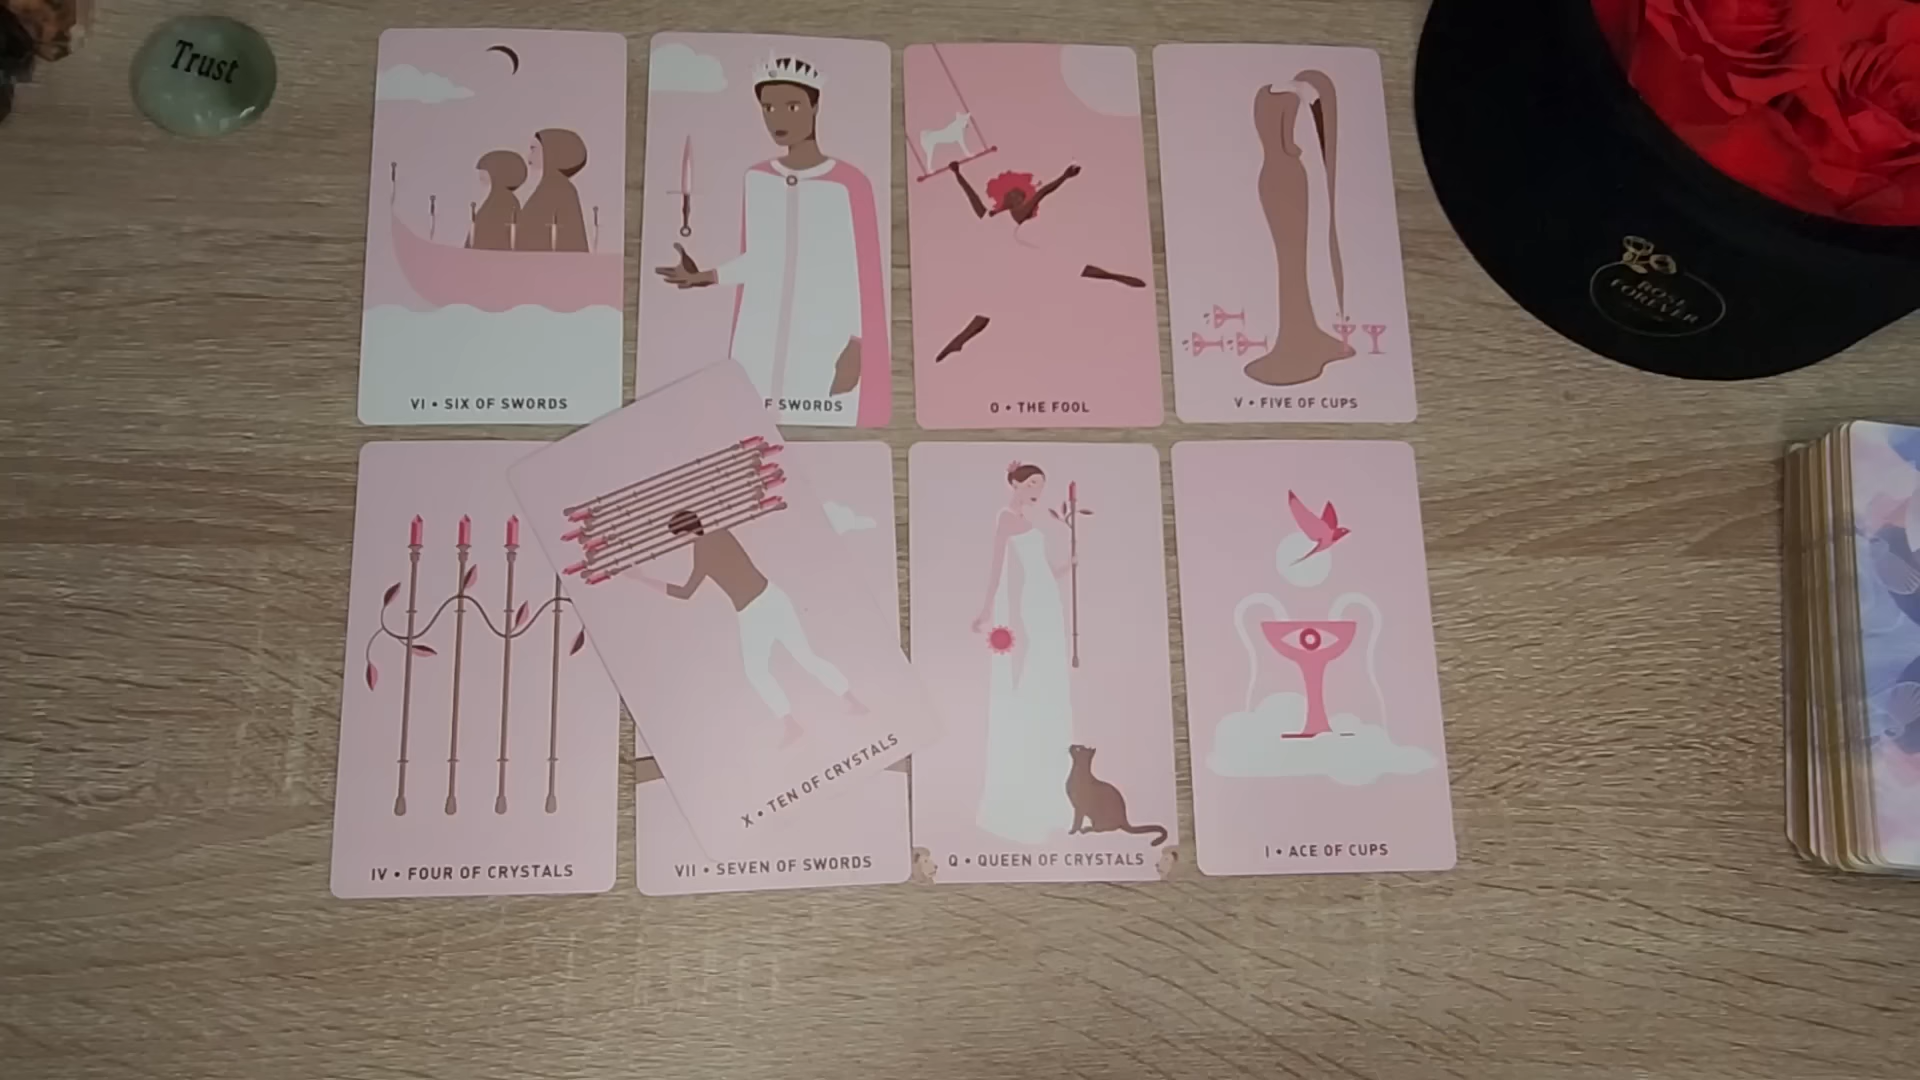 Trust
VI • SIX OF SWORDS
F SWORDS
0 • THE FOOL
V • FIVE OF CUPS
ROSE
FOREVER
X • TEN OF CRYSTALS
IV • FOUR OF CRYSTALS
VII • SEVEN OF SWORDS
Q • QUEEN OF CRYSTALS
I • ACE OF CUPS